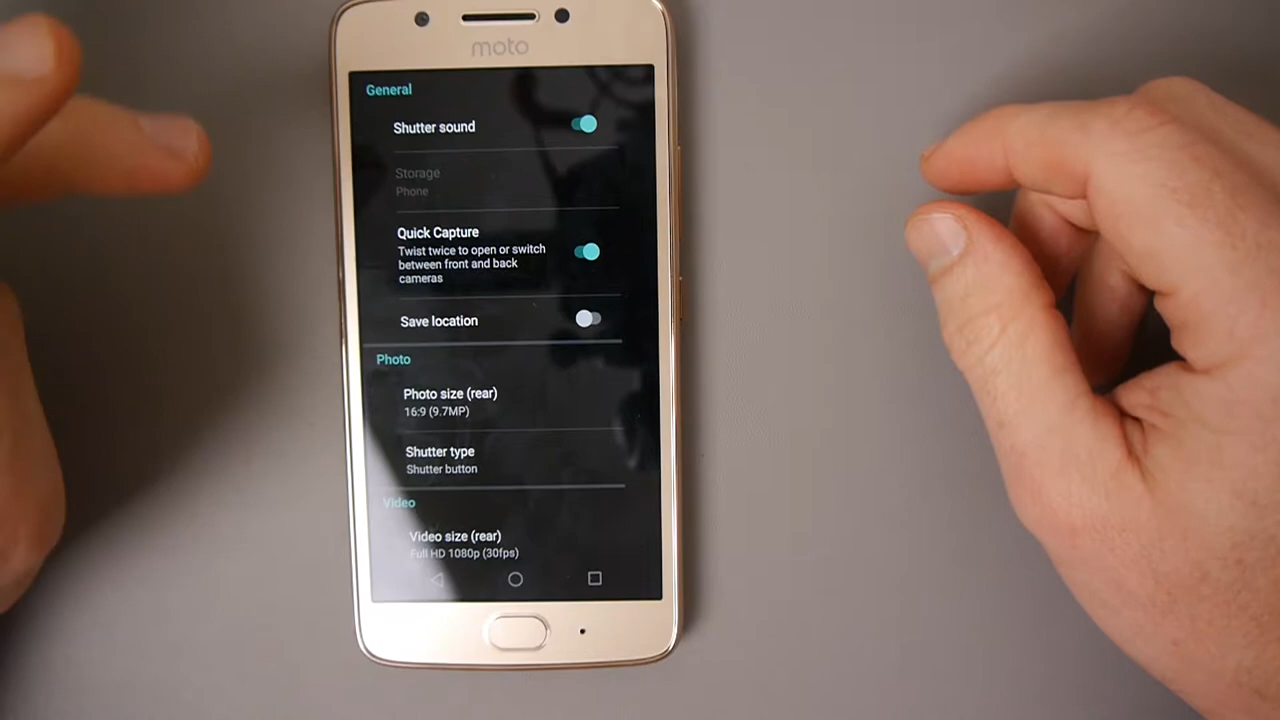 moto
General
Shutter sound
Storage
Phone
Quick Capture
Twist twice to open or switch
between front and back
cameras
Save location
Photo
Photo size (rear)
16:9 (9.7MP)
Shutter type
Shutter button
Video
Video size (rear)
Full HD 1080p (30fps)